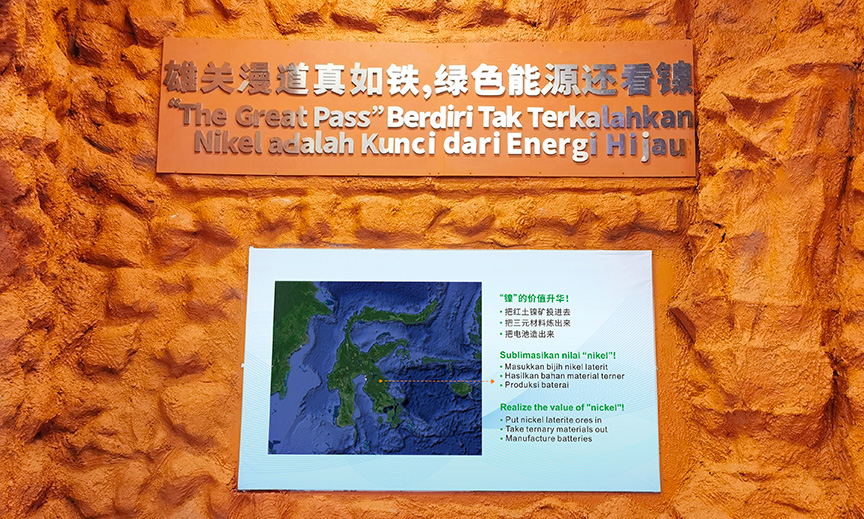 雄关漫道真如铁,绿色能源还看镍
“The Great Pass” Berdiri Tak Terkalahkan
Nikel adalah Kunci dari Energi Hijau
“镍”的价值升华!
• 把红土镍矿投进去
• 把三元材料炼出来
• 把电池造出来
Sublimasikan nilai “nikel”!
• Masukkan bijih nikel laterit
• Hasilkan bahan material terner
• Produksi baterai
Realize the value of "nickel"!
• Put nickel laterite ores in
• Take ternary materials out
• Manufacture batteries